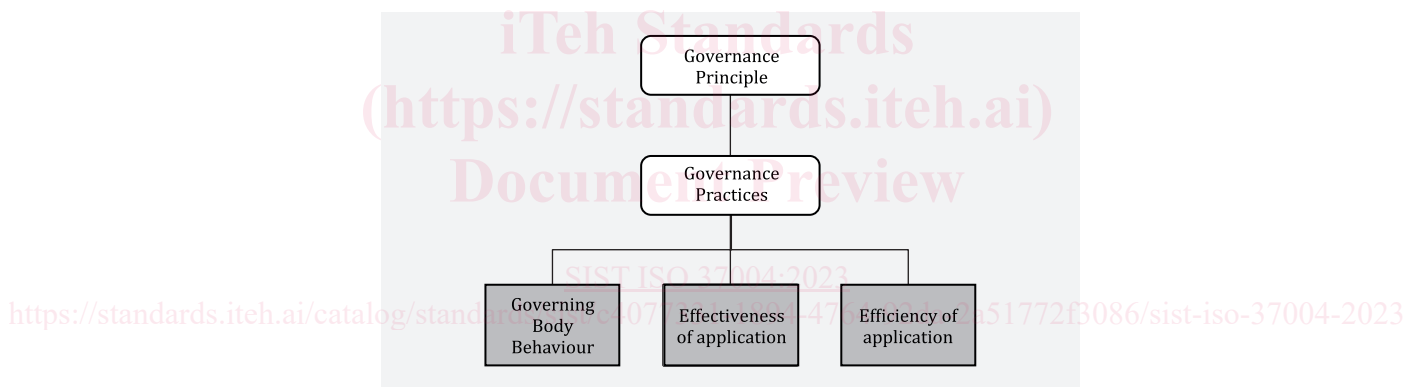 iTeh Standards
(https://standards.iteh.ai)
Document Preview
Governance
Principle
Governance
Practices
SIST ISO 37004:2023
Governing
Body
Behaviour
Effectiveness
of application
Efficiency of
application